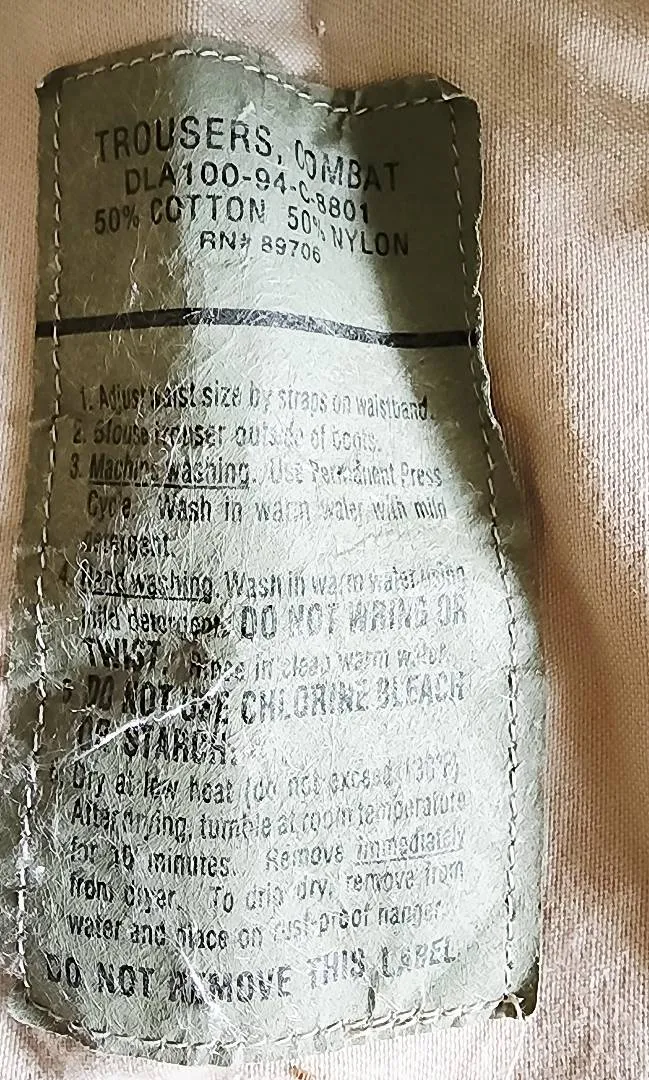 TROUSERS, COMBAT
DLA100-94-C-8801
50% COTTON 50% NYLON
RN# 89706
1. Adjust waist size by straps on waistband.
2. Blouse trouser outside of boots.
3. Machine washing. Use Permanent Press
Cycle. Wash in warm water with mild
detergent.
4. Hand washing. Wash in warm water using
mild detergent. DO NOT WRING OR
TWIST. Rinse in clean warm water.
5. DO NOT USE CHLORINE BLEACH
OR STARCH.
6. Dry at low heat (do not exceed 130°F).
After drying, tumble at room temperature
for 10 minutes. Remove immediately
from dryer. To drip dry, remove from
water and place on rust-proof hanger.
DO NOT REMOVE THIS LABEL.